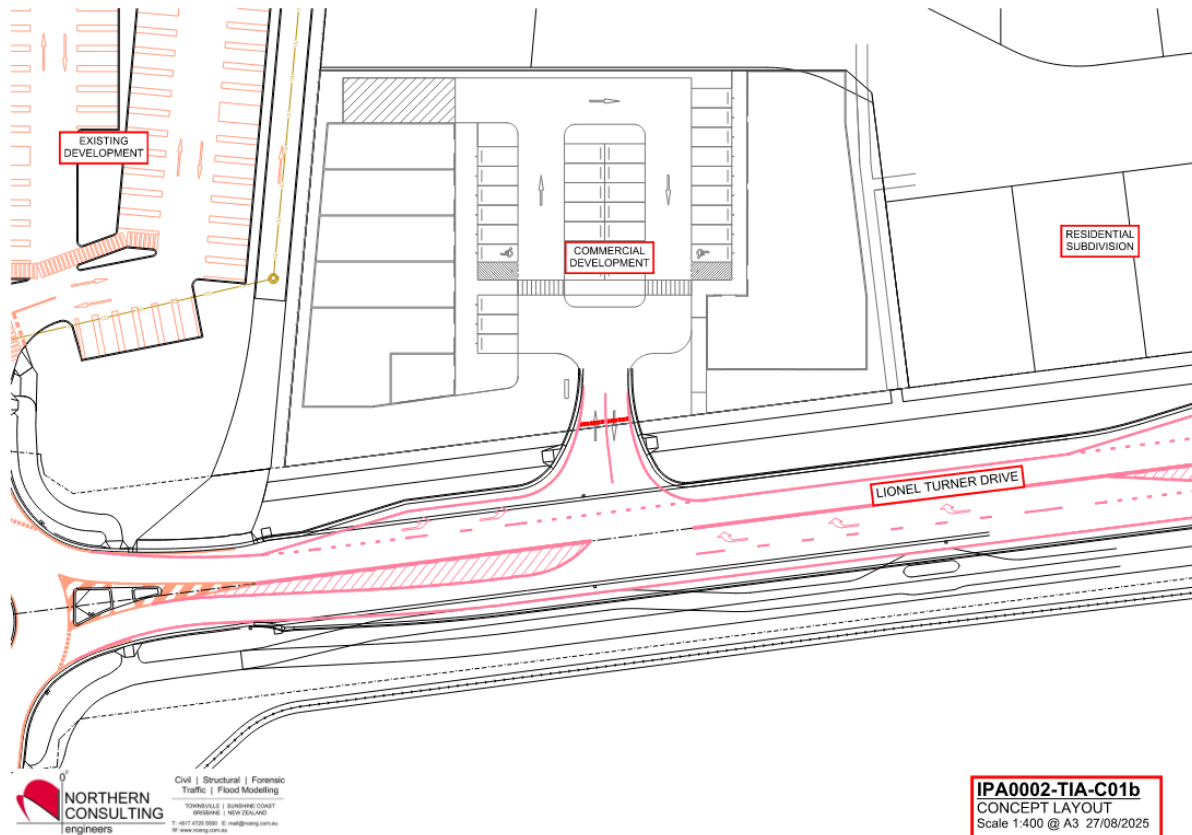 EXISTING
DEVELOPMENT
COMMERCIAL
DEVELOPMENT
RESIDENTIAL
SUBDIVISION
LIONEL TURNER DRIVE
0°
NORTHERN
CONSULTING
engineers
Civil | Structural | Forensic
Traffic | Flood Modelling
TOWNSVILLE | SUNSHINE COAST
BRISBANE | NEW ZEALAND
IPA0002-TIA-C01b
CONCEPT LAYOUT
Scale 1:400 @ A3 27/08/2025